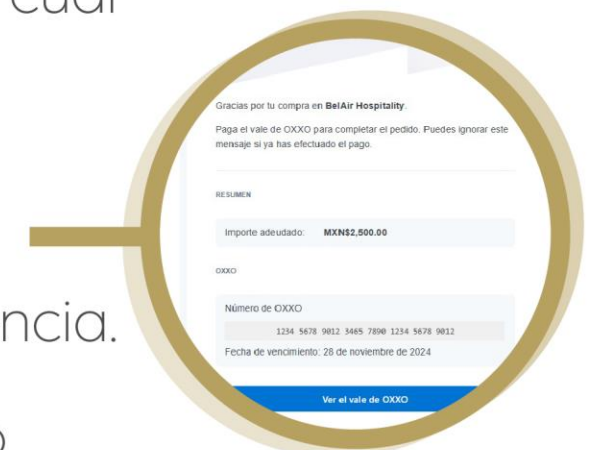 cual
Gracias por tu compra en BelAir Hospitality.
Paga el vale de OXXO para completar el pedido. Puedes ignorar este
mensaje si ya has efectuado el pago.
RESUMEN
Importe adeudado: MXN$2,500.00
OXXO
Número de OXXO
1234 5678 9012 3465 7890 1234 5678 9012
Fecha de vencimiento: 28 de noviembre de 2024
ncia.
Ver el vale de OXXO